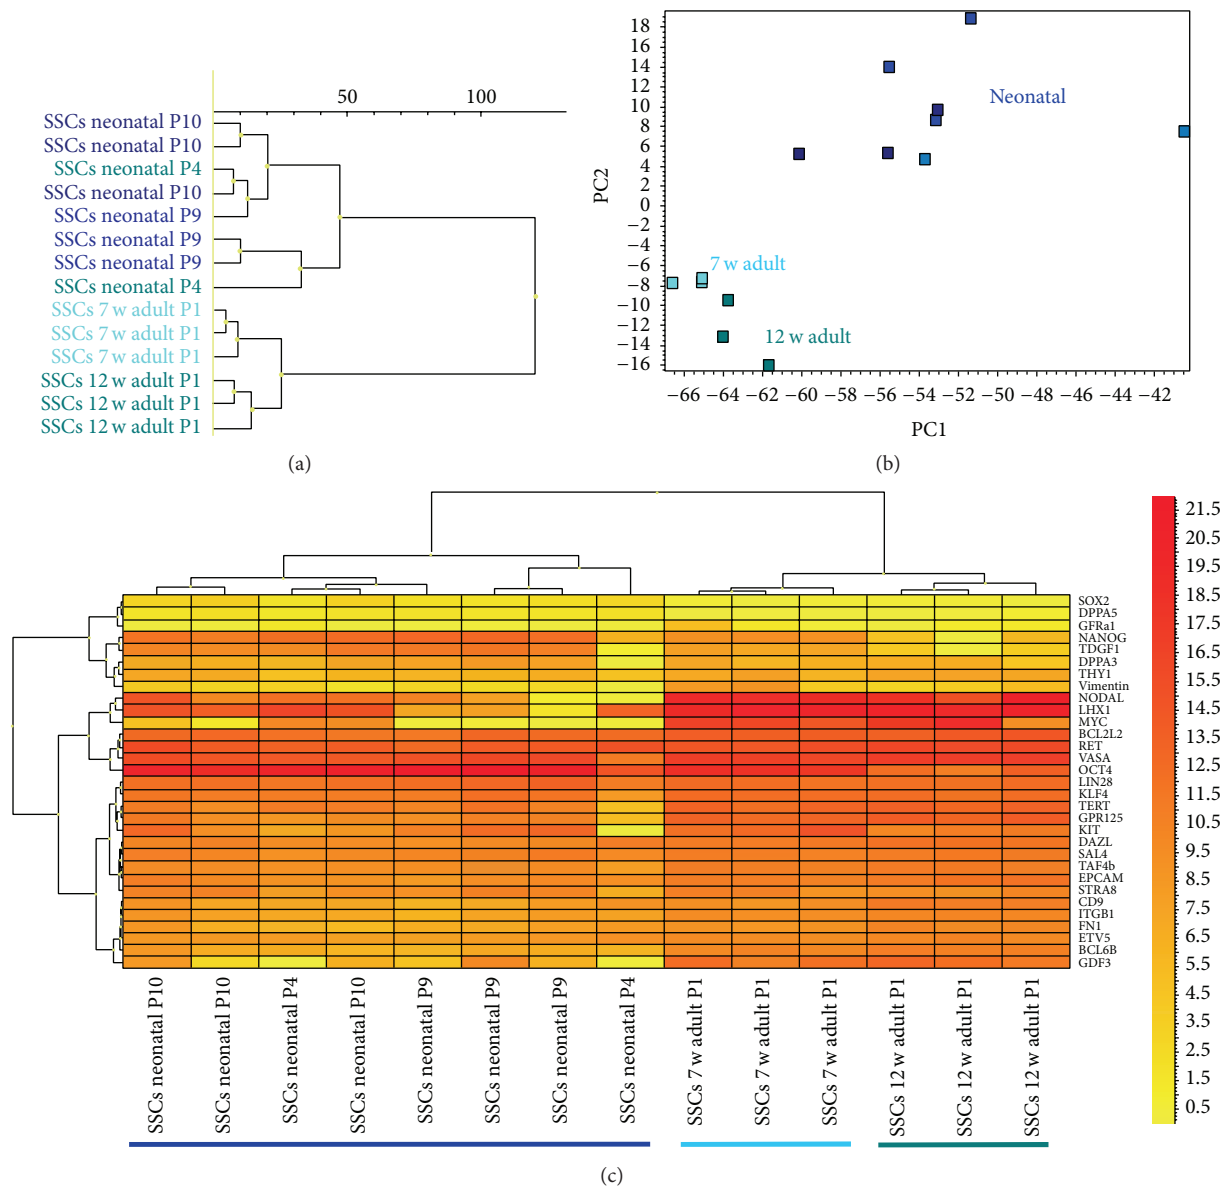 50 100
SSCs neonatal P10
SSCs neonatal P10
SSCs neonatal P4
SSCs neonatal P10
SSCs neonatal P9
SSCs neonatal P9
SSCs neonatal P9
SSCs neonatal P4
SSCs 7 w adult P1
SSCs 7 w adult P1
SSCs 7 w adult P1
SSCs 12 w adult P1
SSCs 12 w adult P1
SSCs 12 w adult P1
(a)
PC2
18
16
14
12
10
8
6
4
2
0
−2
−4
−6
−8
−10
−12
−14
−16
Neonatal
7 w adult
12 w adult
−66 −64 −62 −60 −58 −56 −54 −52 −50 −48 −46 −44 −42
PC1
(b)
SOX2
DPPA5
GFRa1
NANOG
TDGF1
DPPA3
THY1
Vimentin
NODAL
LHX1
MYC
BCL2L2
RET
VASA
OCT4
LIN28
KLF4
TERT
GPR125
KIT
DAZL
SAL4
TAF4b
EPCAM
STRA8
CD9
ITGB1
FN1
ETV5
BCL6B
GDF3
21.5
20.5
19.5
18.5
17.5
16.5
15.5
14.5
13.5
12.5
11.5
10.5
9.5
8.5
7.5
6.5
5.5
4.5
3.5
2.5
1.5
0.5
SSCs neonatal P10
SSCs neonatal P10
SSCs neonatal P4
SSCs neonatal P10
SSCs neonatal P9
SSCs neonatal P9
SSCs neonatal P9
SSCs neonatal P4
SSCs 7 w adult P1
SSCs 7 w adult P1
SSCs 7 w adult P1
SSCs 12 w adult P1
SSCs 12 w adult P1
SSCs 12 w adult P1
(c)